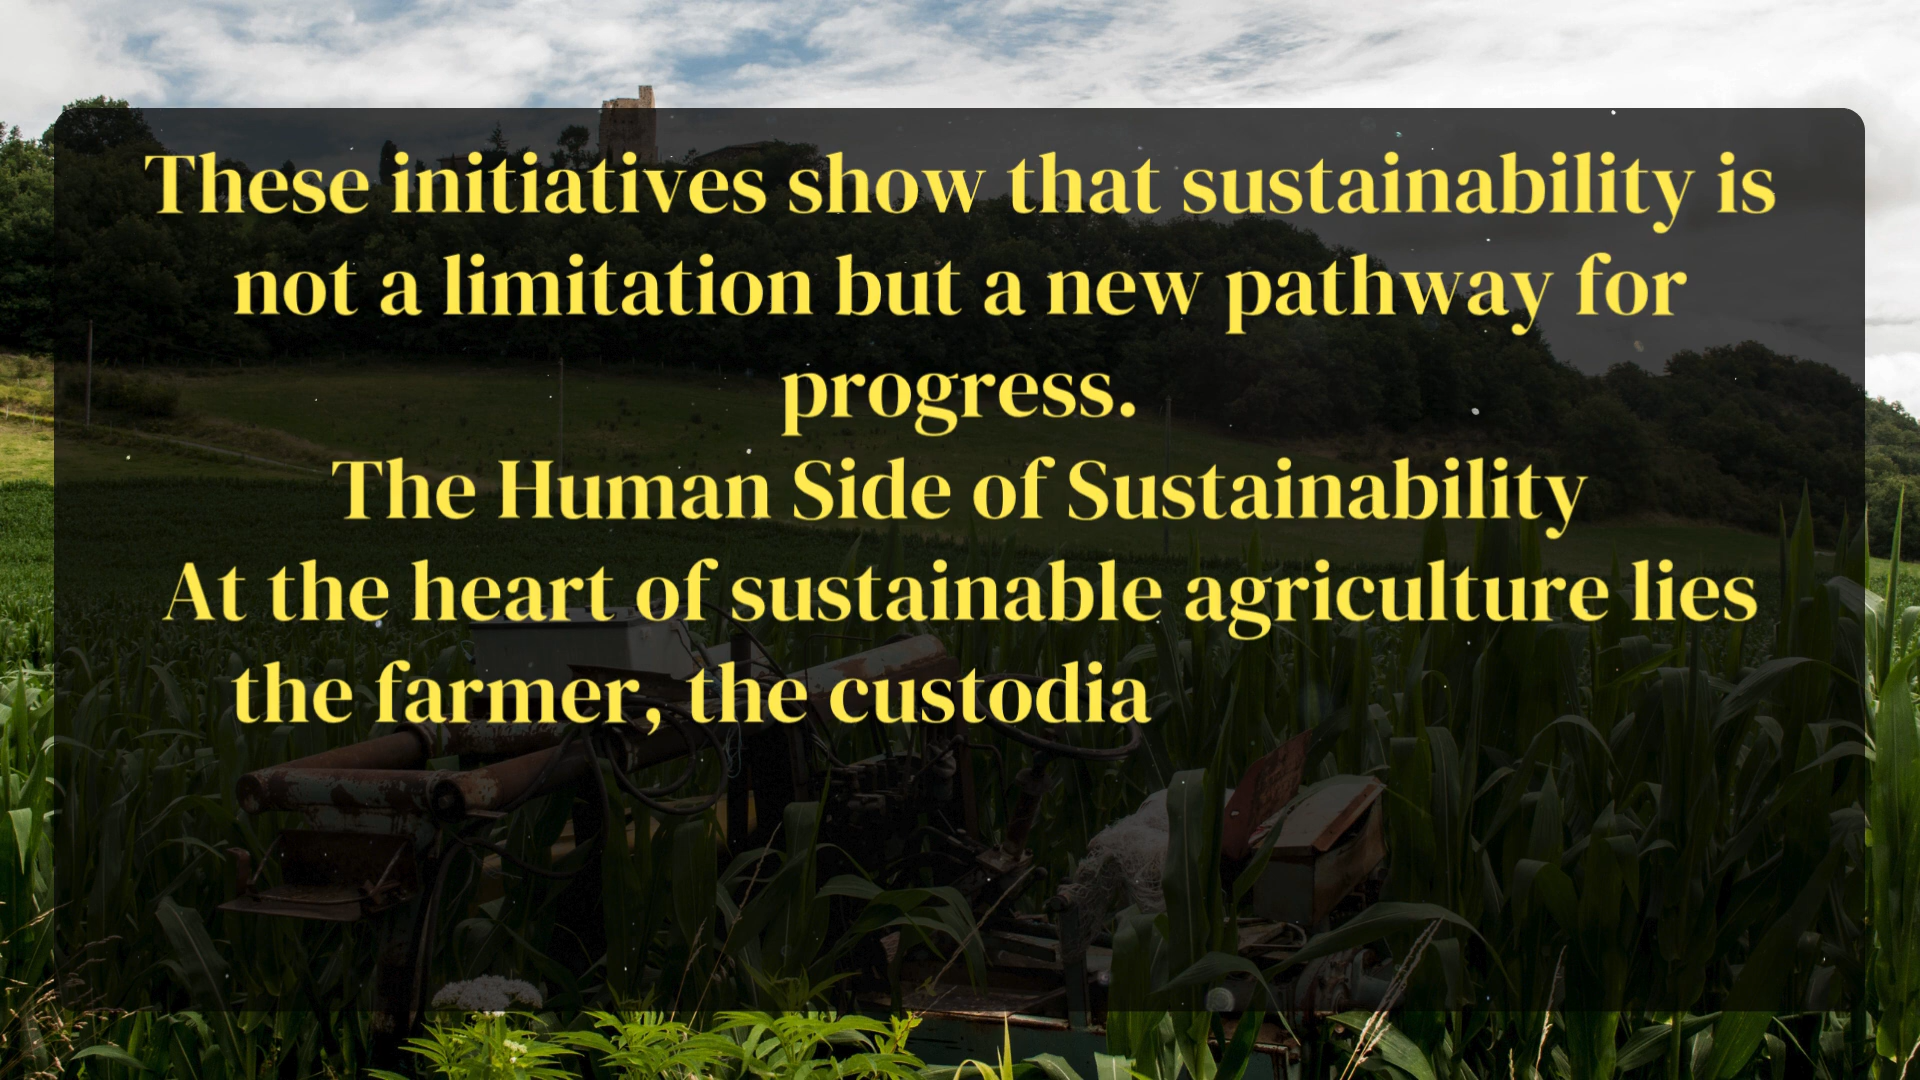 These initiatives show that sustainability is
not a limitation but a new pathway for
progress.
The Human Side of Sustainability
At the heart of sustainable agriculture lies
the farmer, the custodia